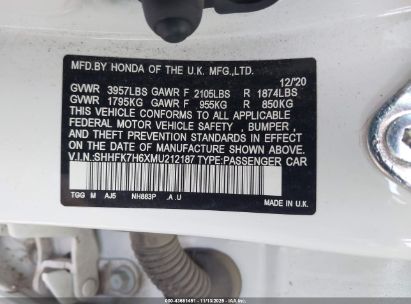 MFD.BY HONDA OF THE U.K. MFG.,LTD.
12/20
GVWR 3957LBS GAWR F 2105LBS R 1874LBS
GVWR 1795KG GAWR F 955KG R 850KG
THIS VEHICLE CONFORMS TO ALL APPLICABLE
FEDERAL MOTOR VEHICLE SAFETY , BUMPER ,
AND THEFT PREVENTION STANDARDS IN
EFFECT ON THE DATE OF MANUFACTURE
SHOWN ABOVE.
V.I.N.:SHHFK7H6XMU212187 TYPE:PASSENGER CAR
TGG M AJ5 NH883P .A .U
MADE IN U.K.